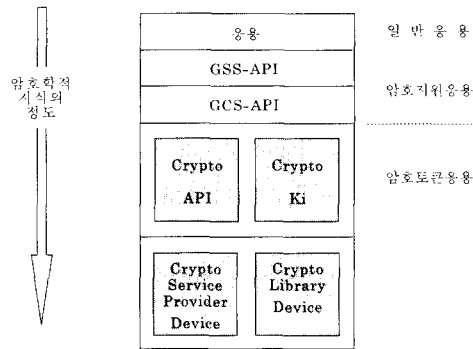 응용
일 반 응 용
GSS-API
암호학적
지식의
정도
암호지원응용
GCS-API
Crypto
API
Crypto
Ki
암호토큰응용
Crypto
Service
Provider
Device
Crypto
Library
Device